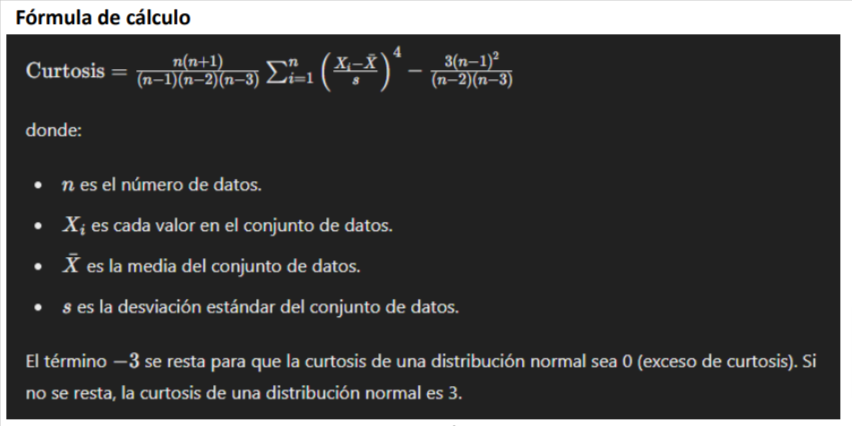 Fórmula de cálculo
Curtosis = \frac{n(n+1)}{(n−1)(n−2)(n−3)} \sum_{i=1}^{n} \left( \frac{X_i−\bar{X}}{s} \right)^4 − \frac{3(n−1)^2}{(n−2)(n−3)}
donde:
• n es el número de datos.
• X_i es cada valor en el conjunto de datos.
• \bar{X} es la media del conjunto de datos.
• s es la desviación estándar del conjunto de datos.
El término −3 se resta para que la curtosis de una distribución normal sea 0 (exceso de curtosis). Si
no se resta, la curtosis de una distribución normal es 3.